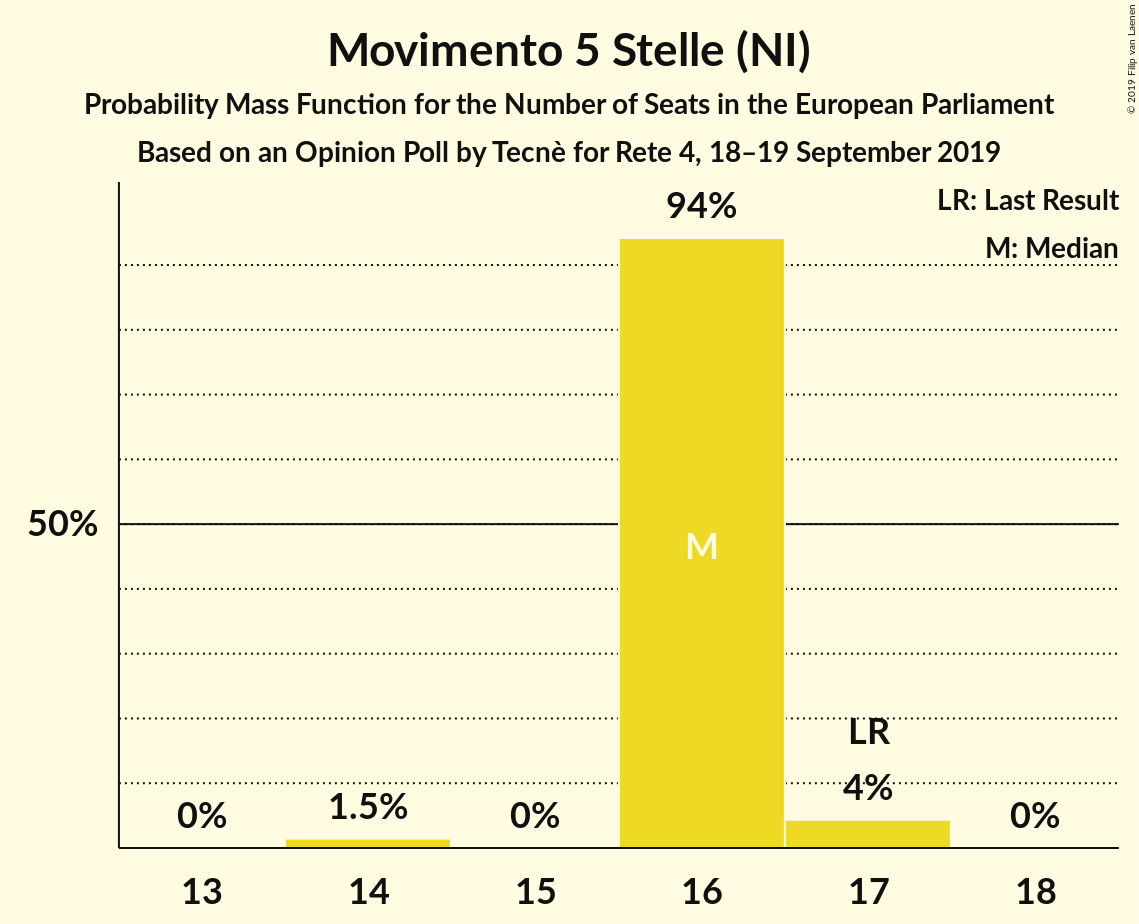 Movimento 5 Stelle (NI)
Probability Mass Function for the Number of Seats in the European Parliament
Based on an Opinion Poll by Tecnè for Rete 4, 18–19 September 2019
© 2019 Filip van Laenen
LR: Last Result
M: Median
94%
50%
M
LR
0%
1.5%
0%
4%
0%
13
14
15
16
17
18